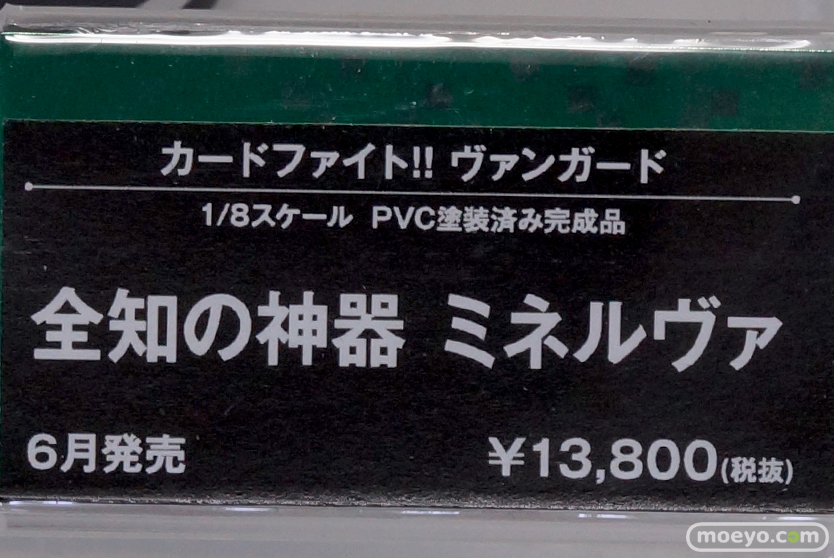 カードファイト!! ヴァンガード
1/8スケール PVC塗装済み完成品
全知の神器 ミネルヴァ
6月発売 ¥13,800(税抜)
moeyo.com